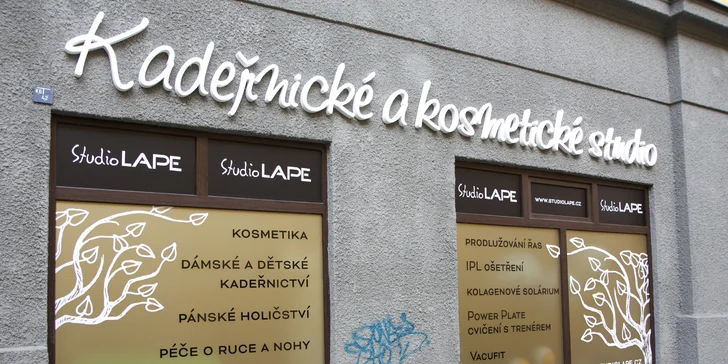 Kadeřnické a kosmetické studio
Studio LAPE
Studio LAPE
KOSMETIKA
DÁMSKÉ A DĚTSKÉ
KADEŘNICTVÍ
PÁNSKÉ HOLIČSTVÍ
PÉČE O RUCE A NOHY
Studio LAPE
WWW.STUDIOLAPE.CZ
Studio LAPE
PRODLUŽOVÁNÍ ŘAS
IPL OŠETŘENÍ
KOLAGENOVÉ SOLÁRIUM
POWER PLATE
CVIČENÍ S TRENÉREM
VACUFIT